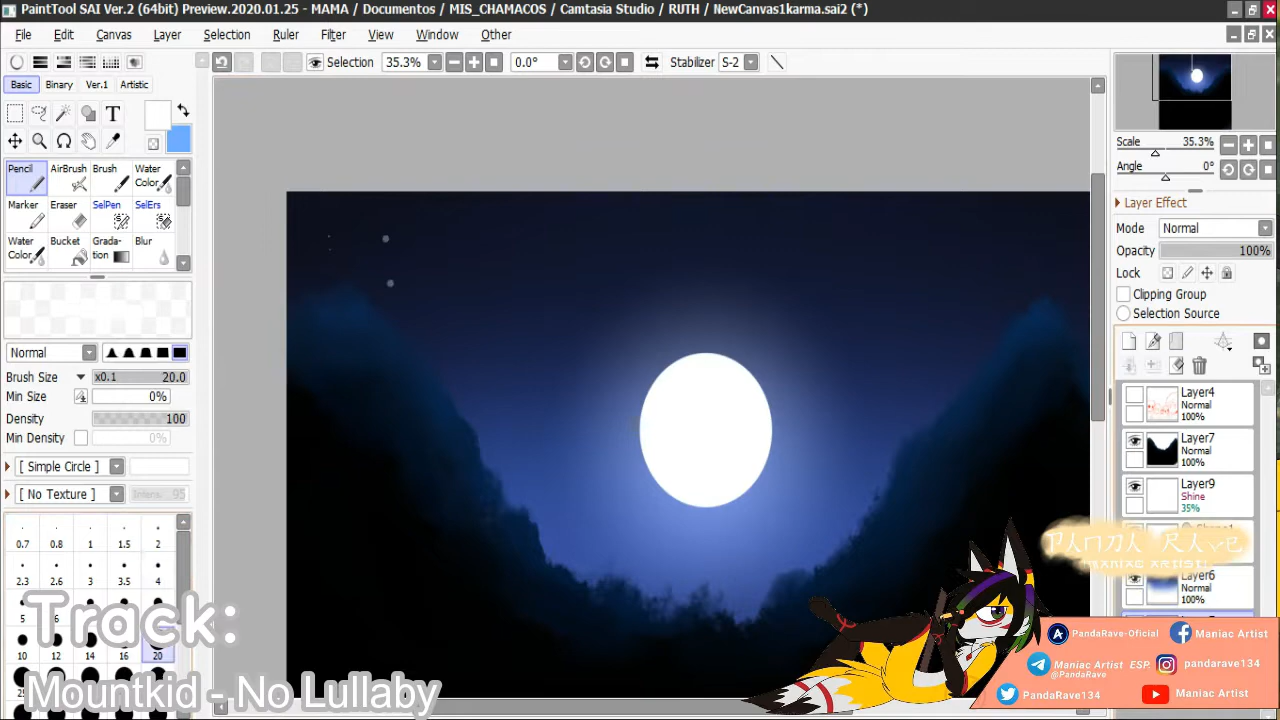 PaintTool SAI Ver.2 (64bit) Preview.2020.01.25 - MAMA / Documentos / MIS_CHAMACOS / Camtasia Studio / RUTH / NewCanvas1karma.sai2 (*)
File Edit Canvas Layer Selection Ruler Filter View Window Other
Selection 35.3% 0.0° Stabilizer S-2
Basic Binary Ver.1 Artistic
T
Pencil AirBrush Brush Water Color
Marker Eraser SelPen SelErs
Water Color Bucket Grada-tion Blur
Normal
Brush Size x0.1 20.0
Min Size 0%
Density 100
Min Density 0%
[ Simple Circle ]
[ No Texture ] Intens. 95
0.7 0.8 1 1.5 2
2.3 2.6 3 3.5 4
5 6
10 12 14 16 20
Scale 35.3%
Angle 0°
Layer Effect
Mode Normal
Opacity 100%
Lock
Clipping Group
Selection Source
Layer4
Normal
100%
Layer7
Normal
100%
Layer9
Shine
35%
Layer6
Normal
100%
MANIAC ARTIST
Track:
Mountkid - No Lullaby
PandaRave-Oficial Maniac Artist
Maniac Artist ESP. pandarave134
@PandaRave
PandaRave134 Maniac Artist